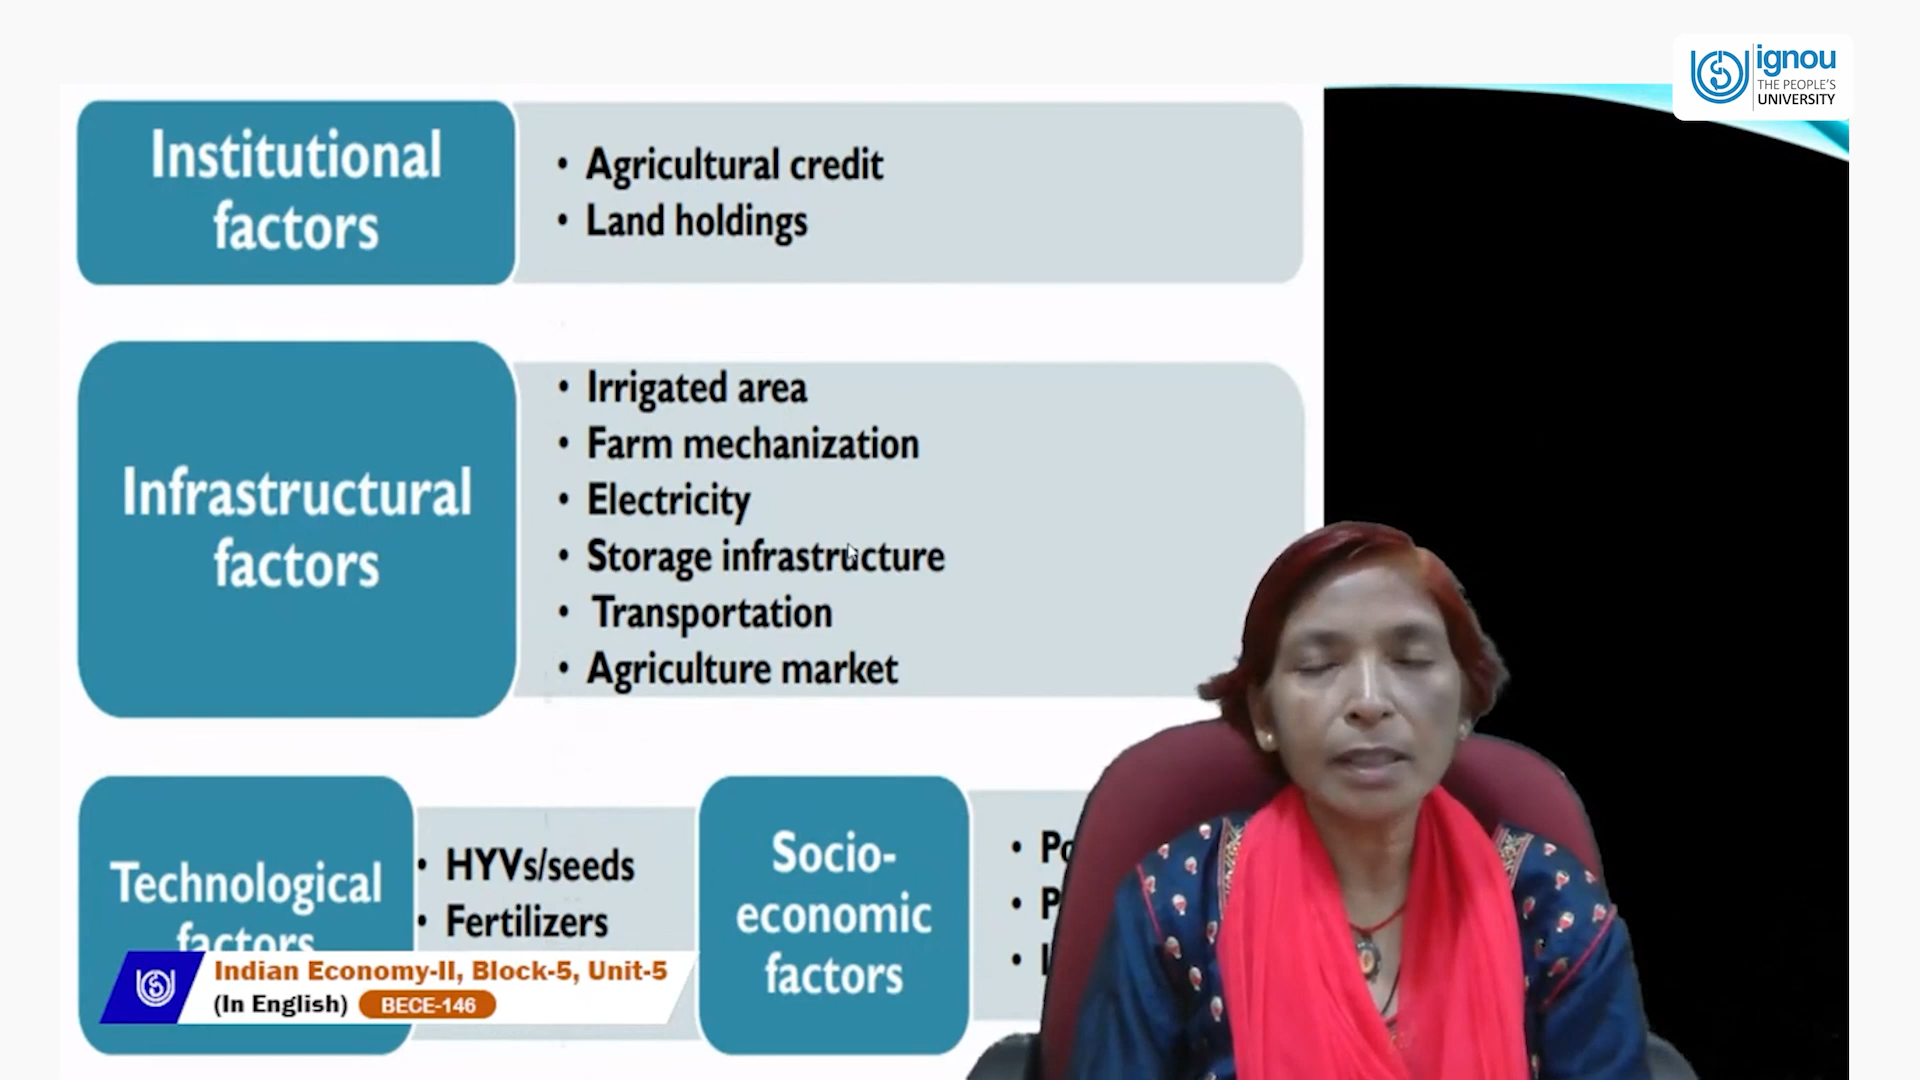 ignou
THE PEOPLE'S
UNIVERSITY
Institutional
factors
• Agricultural credit
• Land holdings
Infrastructural
factors
• Irrigated area
• Farm mechanization
• Electricity
• Storage infrastructure
• Transportation
• Agriculture market
Technological
factors
• HYVs/seeds
• Fertilizers
Socio-
economic
factors
Indian Economy-II, Block-5, Unit-5
(In English) BECE-146